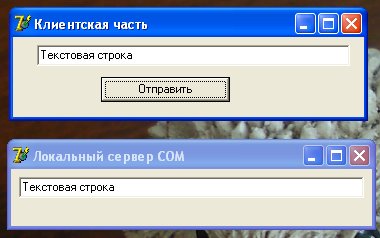 Клиентская часть
Текстовая строка
Отправить
Локальный сервер COM
Текстовая строка